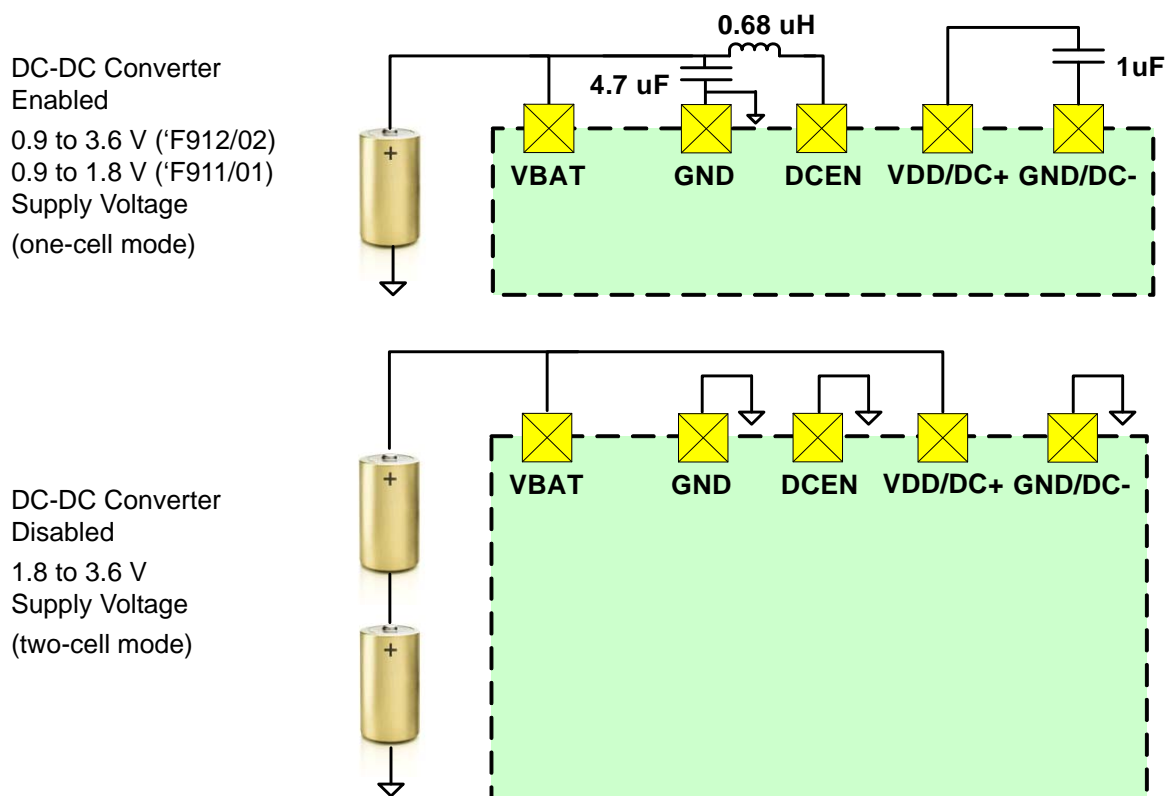 0.68 uH
DC-DC Converter
Enabled
0.9 to 3.6 V (‘F912/02)
0.9 to 1.8 V (‘F911/01)
Supply Voltage
(one-cell mode)
4.7 uF
1uF
+
VBAT GND DCEN VDD/DC+ GND/DC-
DC-DC Converter
Disabled
1.8 to 3.6 V
Supply Voltage
(two-cell mode)
+
+
VBAT GND DCEN VDD/DC+ GND/DC-